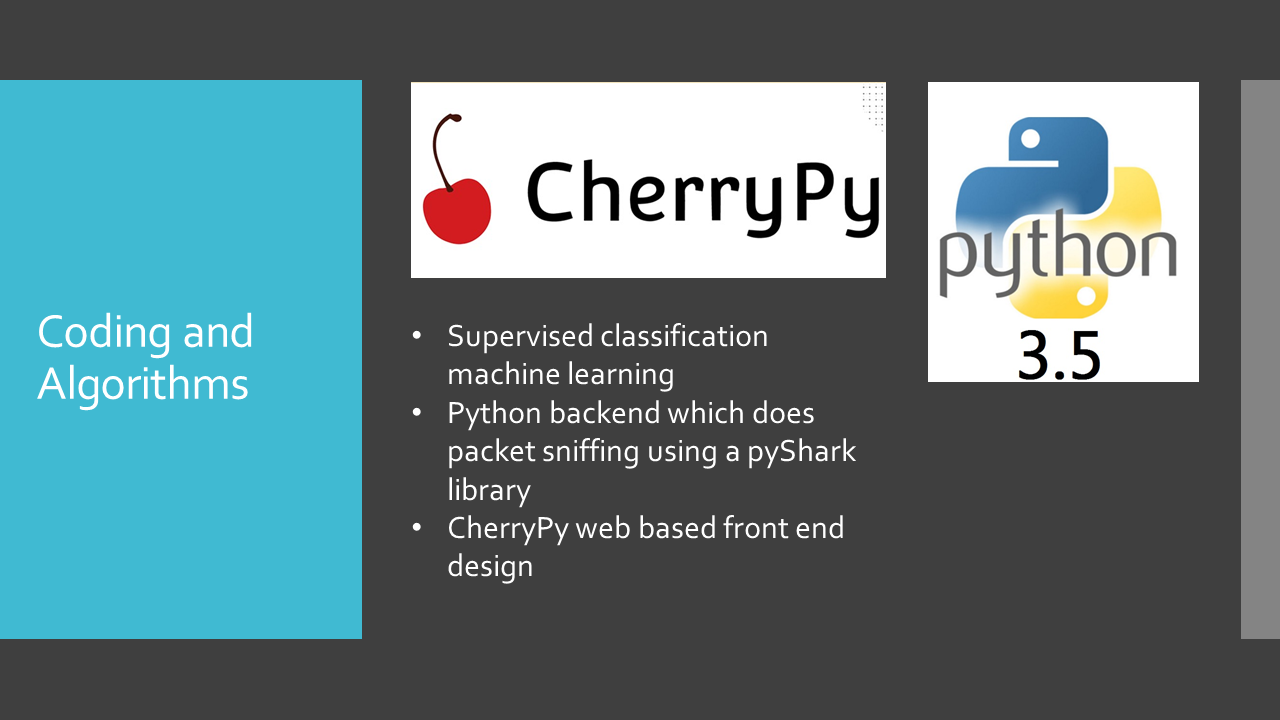 Coding and
Algorithms
CherryPy
python
3.5
• Supervised classification
machine learning
• Python backend which does
packet sniffing using a pyShark
library
• CherryPy web based front end
design